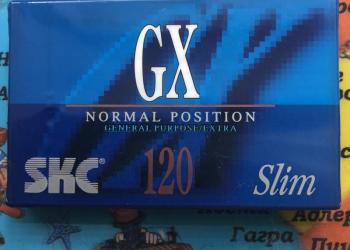 GX
NORMAL POSITION
GENERAL PURPOSE/EXTRA
SKC 120 Slim
Адлер
Гагра